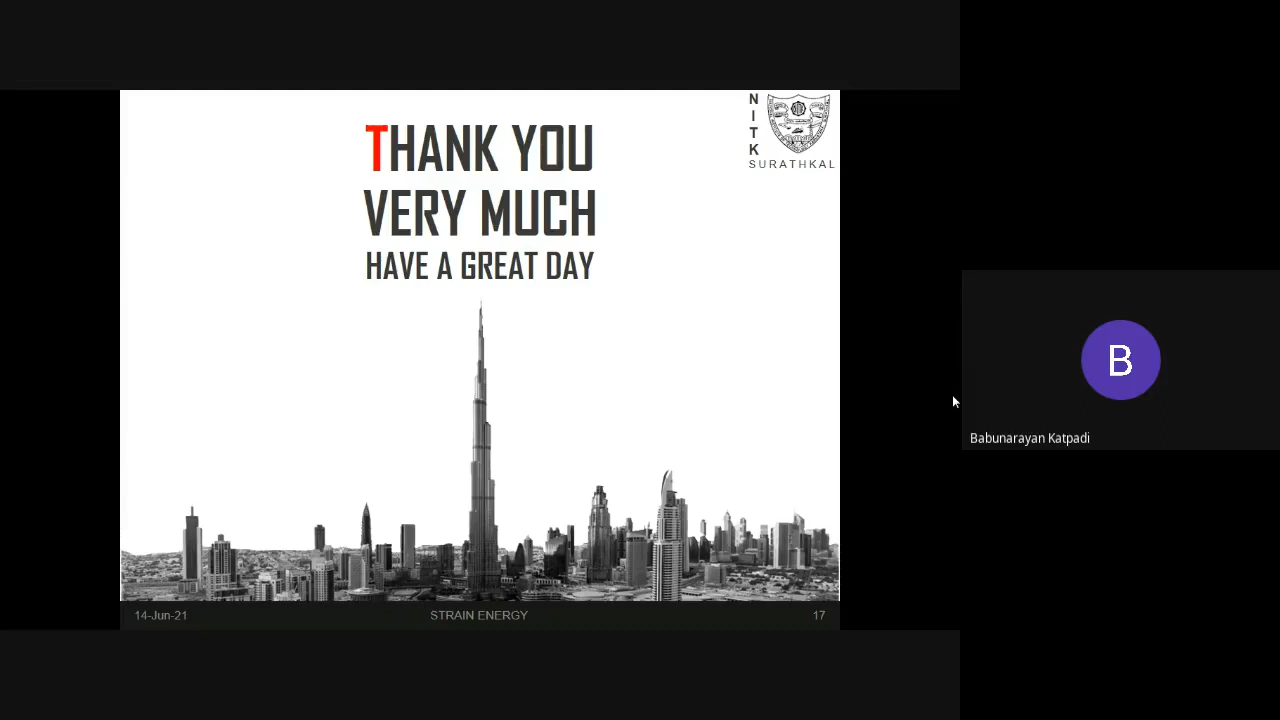 THANK YOU
VERY MUCH
HAVE A GREAT DAY
N
I
T
K
SURATHKAL
B
Babunarayan Katpadi
14-Jun-21
STRAIN ENERGY
17